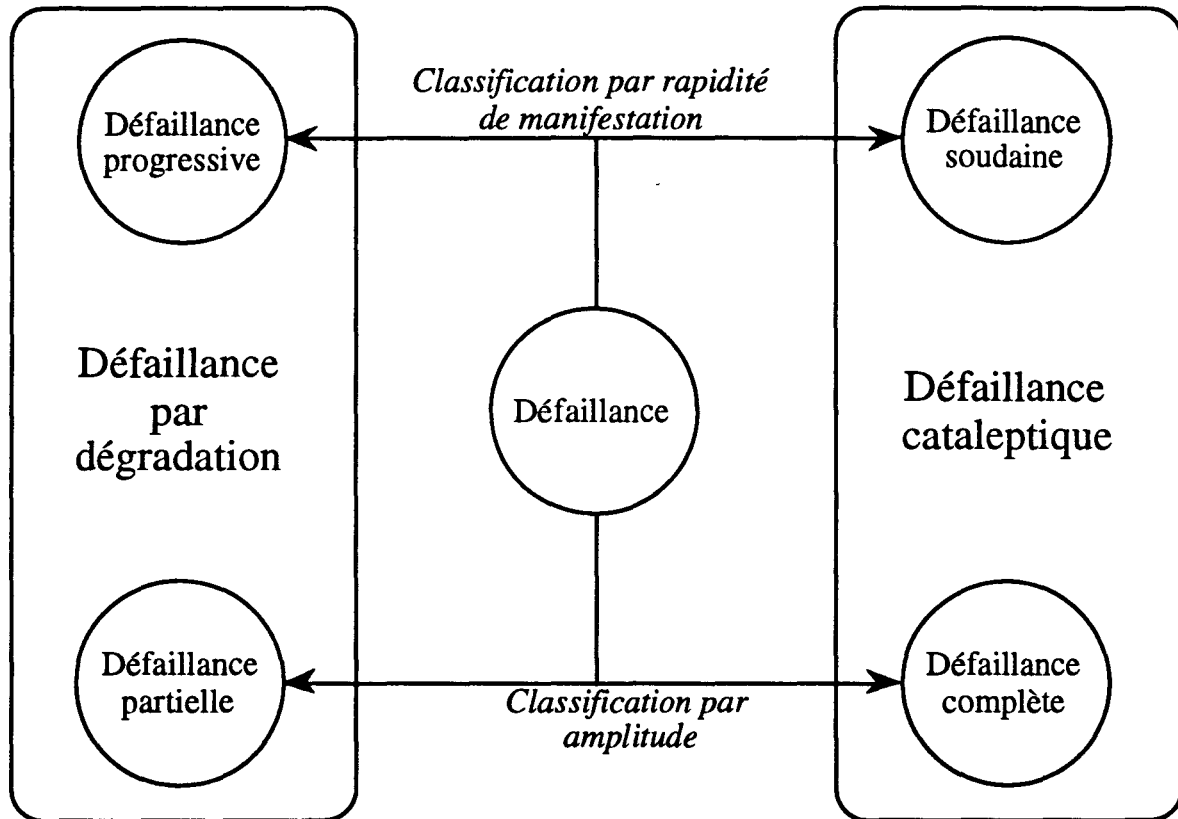 Classification par rapidité
de manifestation
Défaillance
progressive
Défaillance
soudaine
Défaillance
par
dégradation
Défaillance
Défaillance
cataleptique
Défaillance
partielle
Défaillance
complète
Classification par
amplitude